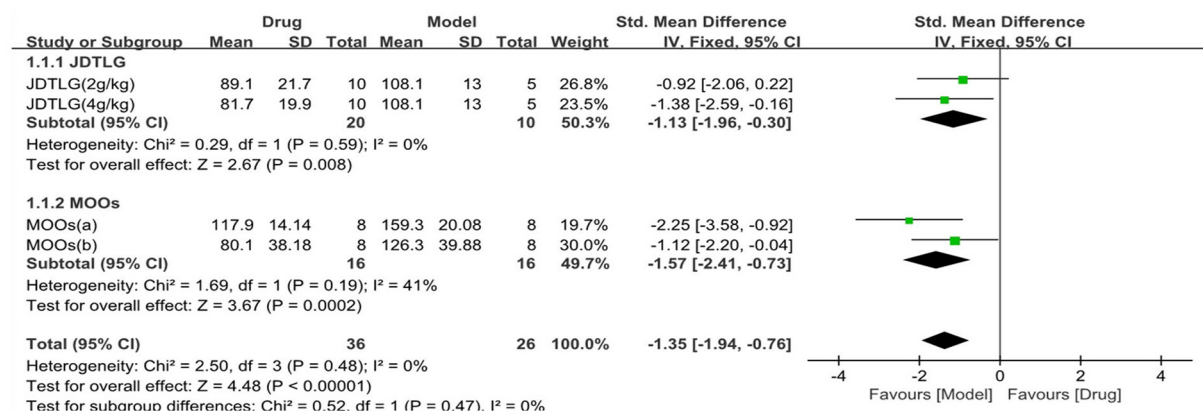 Drug Model Std. Mean Difference Std. Mean Difference
Study or Subgroup Mean SD Total Mean SD Total Weight IV, Fixed, 95% CI IV, Fixed, 95% CI
1.1.1 JDTLG
JDTLG(2g/kg) 89.1 21.7 10 108.1 13 5 26.8% -0.92 [-2.06, 0.22]
JDTLG(4g/kg) 81.7 19.9 10 108.1 13 5 23.5% -1.38 [-2.59, -0.16]
Subtotal (95% CI) 20 10 50.3% -1.13 [-1.96, -0.30]
Heterogeneity: Chi² = 0.29, df = 1 (P = 0.59); I² = 0%
Test for overall effect: Z = 2.67 (P = 0.008)
1.1.2 MOOs
MOOs(a) 117.9 14.14 8 159.3 20.08 8 19.7% -2.25 [-3.58, -0.92]
MOOs(b) 80.1 38.18 8 126.3 39.88 8 30.0% -1.12 [-2.20, -0.04]
Subtotal (95% CI) 16 16 49.7% -1.57 [-2.41, -0.73]
Heterogeneity: Chi² = 1.69, df = 1 (P = 0.19); I² = 41%
Test for overall effect: Z = 3.67 (P = 0.0002)
Total (95% CI) 36 26 100.0% -1.35 [-1.94, -0.76]
Heterogeneity: Chi² = 2.50, df = 3 (P = 0.48); I² = 0%
Test for overall effect: Z = 4.48 (P < 0.00001)
Test for subgroup differences: Chi² = 0.52, df = 1 (P = 0.47), I² = 0%
-4 -2 0 2 4
Favours [Model] Favours [Drug]